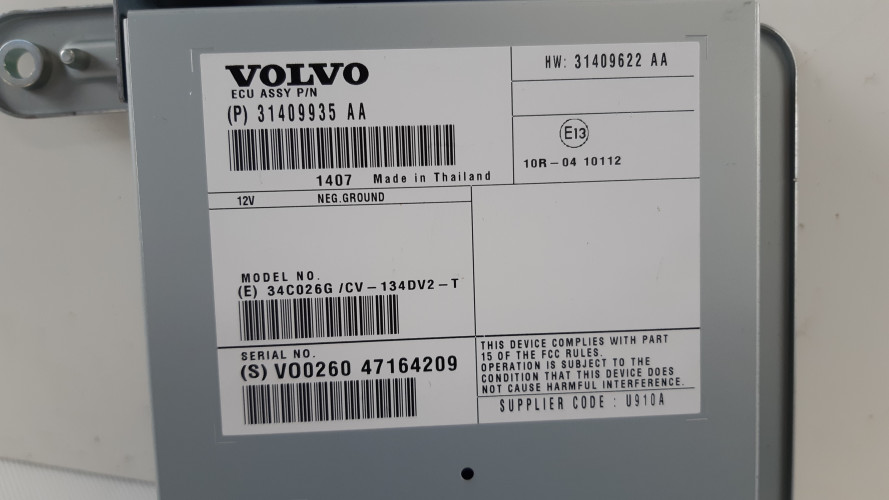 VOLVO
ECU ASSY P/N
(P) 31409935 AA
1407 Made in Thailand
HW: 31409622 AA
E13
10R-04 10112
12V NEG.GROUND
MODEL NO.
(E) 34C026G /CV-134DV2-T
SERIAL NO.
(S) VO0260 47164209
THIS DEVICE COMPLIES WITH PART
15 OF THE FCC RULES.
OPERATION IS SUBJECT TO THE
CONDITION THAT THIS DEVICE DOES
NOT CAUSE HARMFUL INTERFERENCE.
SUPPLIER CODE : U910A